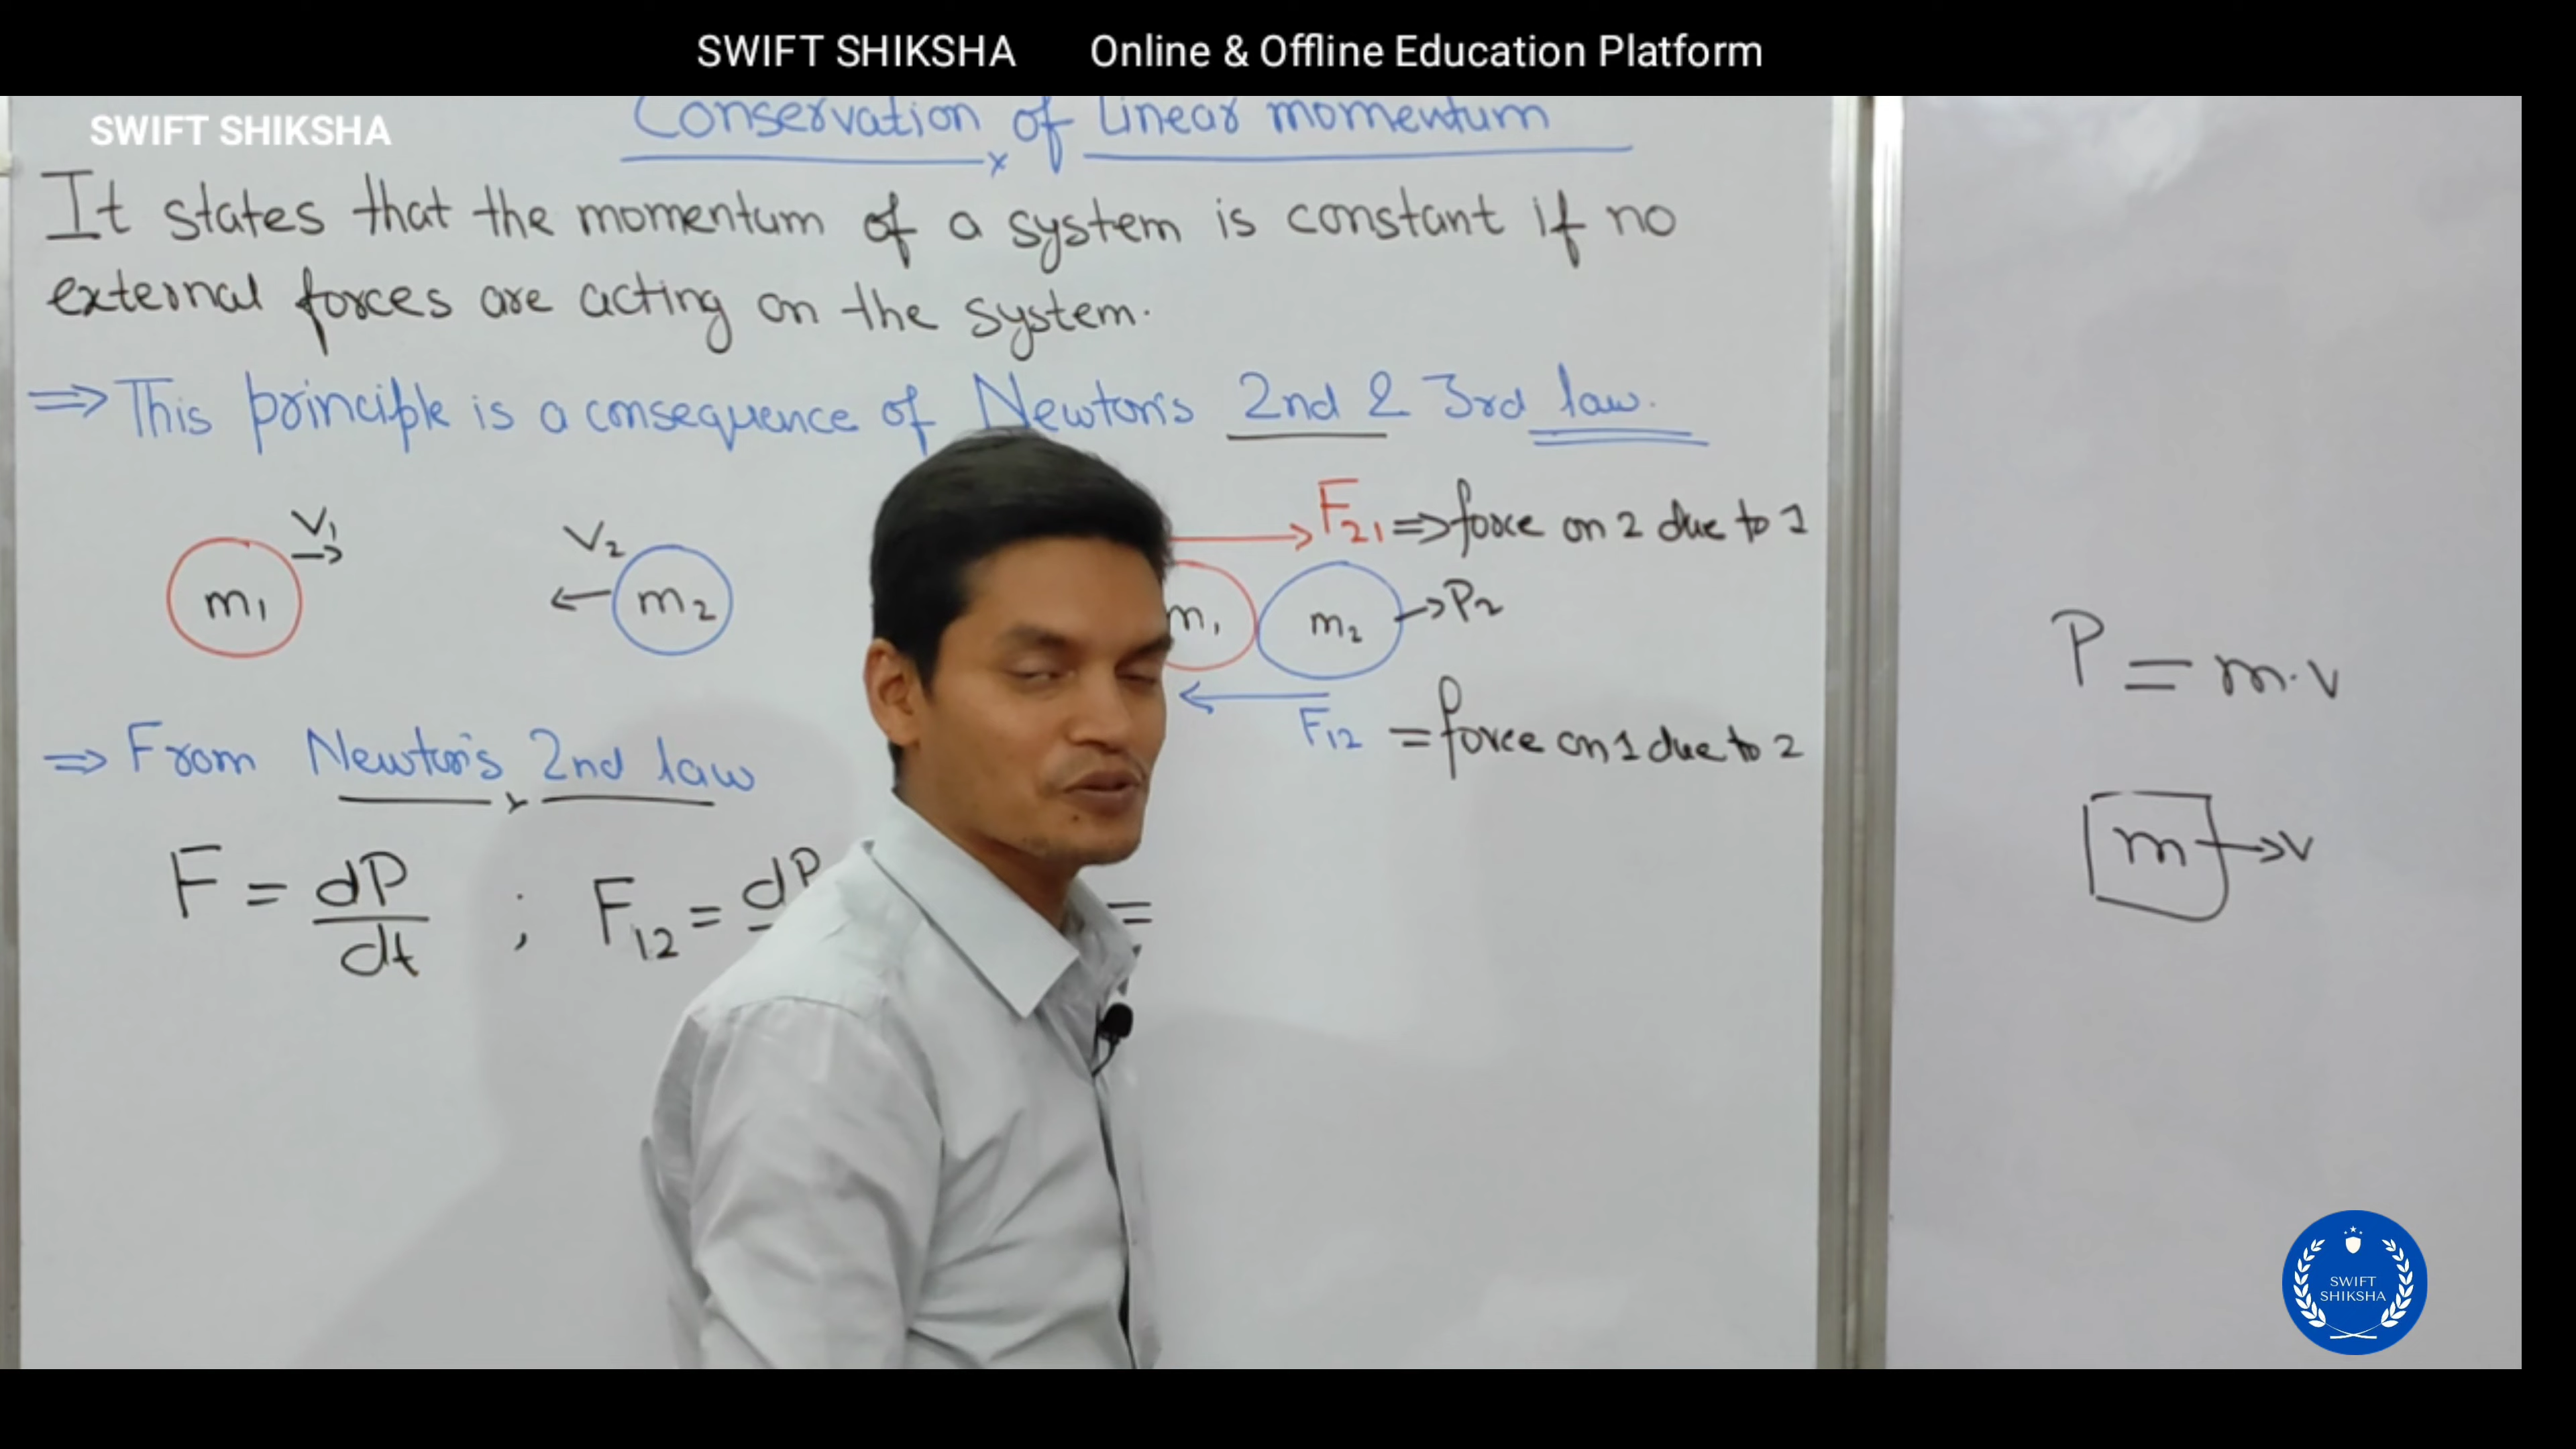 SWIFT SHIKSHA Online & Offline Education Platform
SWIFT SHIKSHA
Conservation of Linear momentum
It states that the momentum of a system is constant if no
external forces are acting on the system.
⇒ This principle is a consequence of Newton's 2nd & 3rd law.
V₁
V₂
m₁
m₂
F₂₁ ⇒ force on 2 due to 1
m₁
m₂ → P₂
F₁₂ = force on 1 due to 2
⇒ From Newton's 2nd law
F = dP/dt ; F₁₂ = dP
=
P = m.v
m → v
SWIFT
SHIKSHA